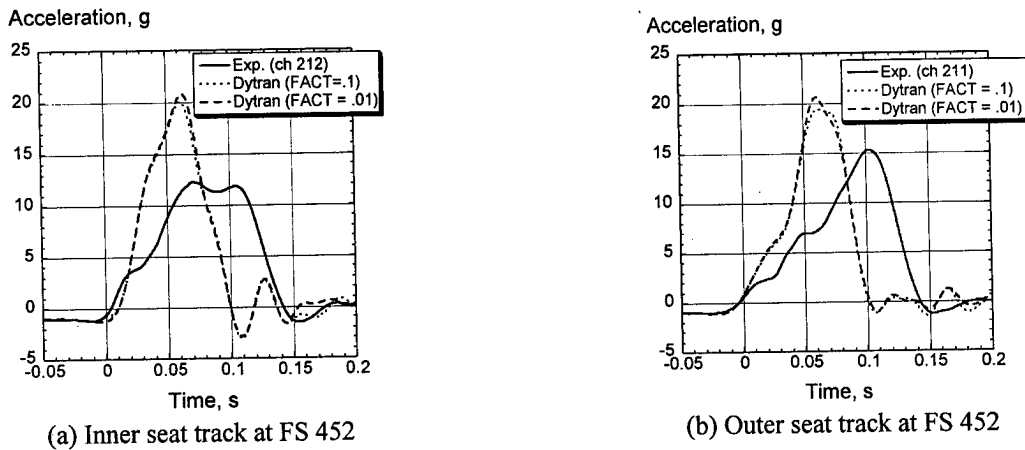 Acceleration, g
25
20
15
10
5
0
-5
-0.05 0 0.05 0.1 0.15 0.2
Exp. (ch 212)
Dytran (FACT=.1)
Dytran (FACT = .01)
Time, s
(a) Inner seat track at FS 452
Acceleration, g
25
20
15
10
5
0
-5
-0.05 0 0.05 0.1 0.15 0.2
Exp. (ch 211)
Dytran (FACT = .1)
Dytran (FACT = .01)
Time, s
(b) Outer seat track at FS 452